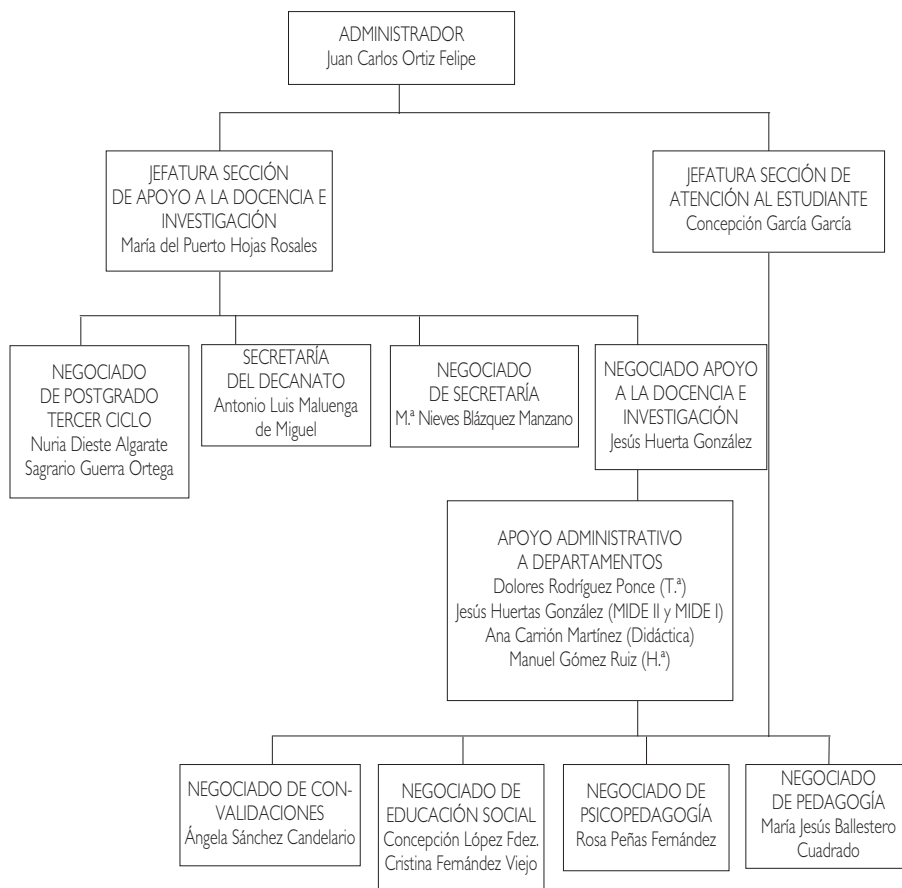 ADMINISTRADOR
Juan Carlos Ortiz Felipe
JEFATURA SECCIÓN
DE APOYO A LA DOCENCIA E
INVESTIGACIÓN
María del Puerto Hojas Rosales
JEFATURA SECCIÓN DE
ATENCIÓN AL ESTUDIANTE
Concepción García García
NEGOCIADO
DE POSTGRADO
TERCER CICLO
Nuria Dieste Algarate
Sagrario Guerra Ortega
SECRETARÍA
DEL DECANATO
Antonio Luis Maluenga
de Miguel
NEGOCIADO
DE SECRETARÍA
M.ª Nieves Blázquez Manzano
NEGOCIADO APOYO
A LA DOCENCIA E
INVESTIGACIÓN
Jesús Huerta González
APOYO ADMINISTRATIVO
A DEPARTAMENTOS
Dolores Rodríguez Ponce (T.ª)
Jesús Huertas González (MIDE II y MIDE I)
Ana Carrión Martínez (Didáctica)
Manuel Gómez Ruiz (H.ª)
NEGOCIADO DE CON-
VALIDACIONES
Ángela Sánchez Candelario
NEGOCIADO DE
EDUCACIÓN SOCIAL
Concepción López Fdez.
Cristina Fernández Viejo
NEGOCIADO DE
PSICOPEDAGOGÍA
Rosa Peñas Fernández
NEGOCIADO
DE PEDAGOGÍA
María Jesús Ballestero
Cuadrado